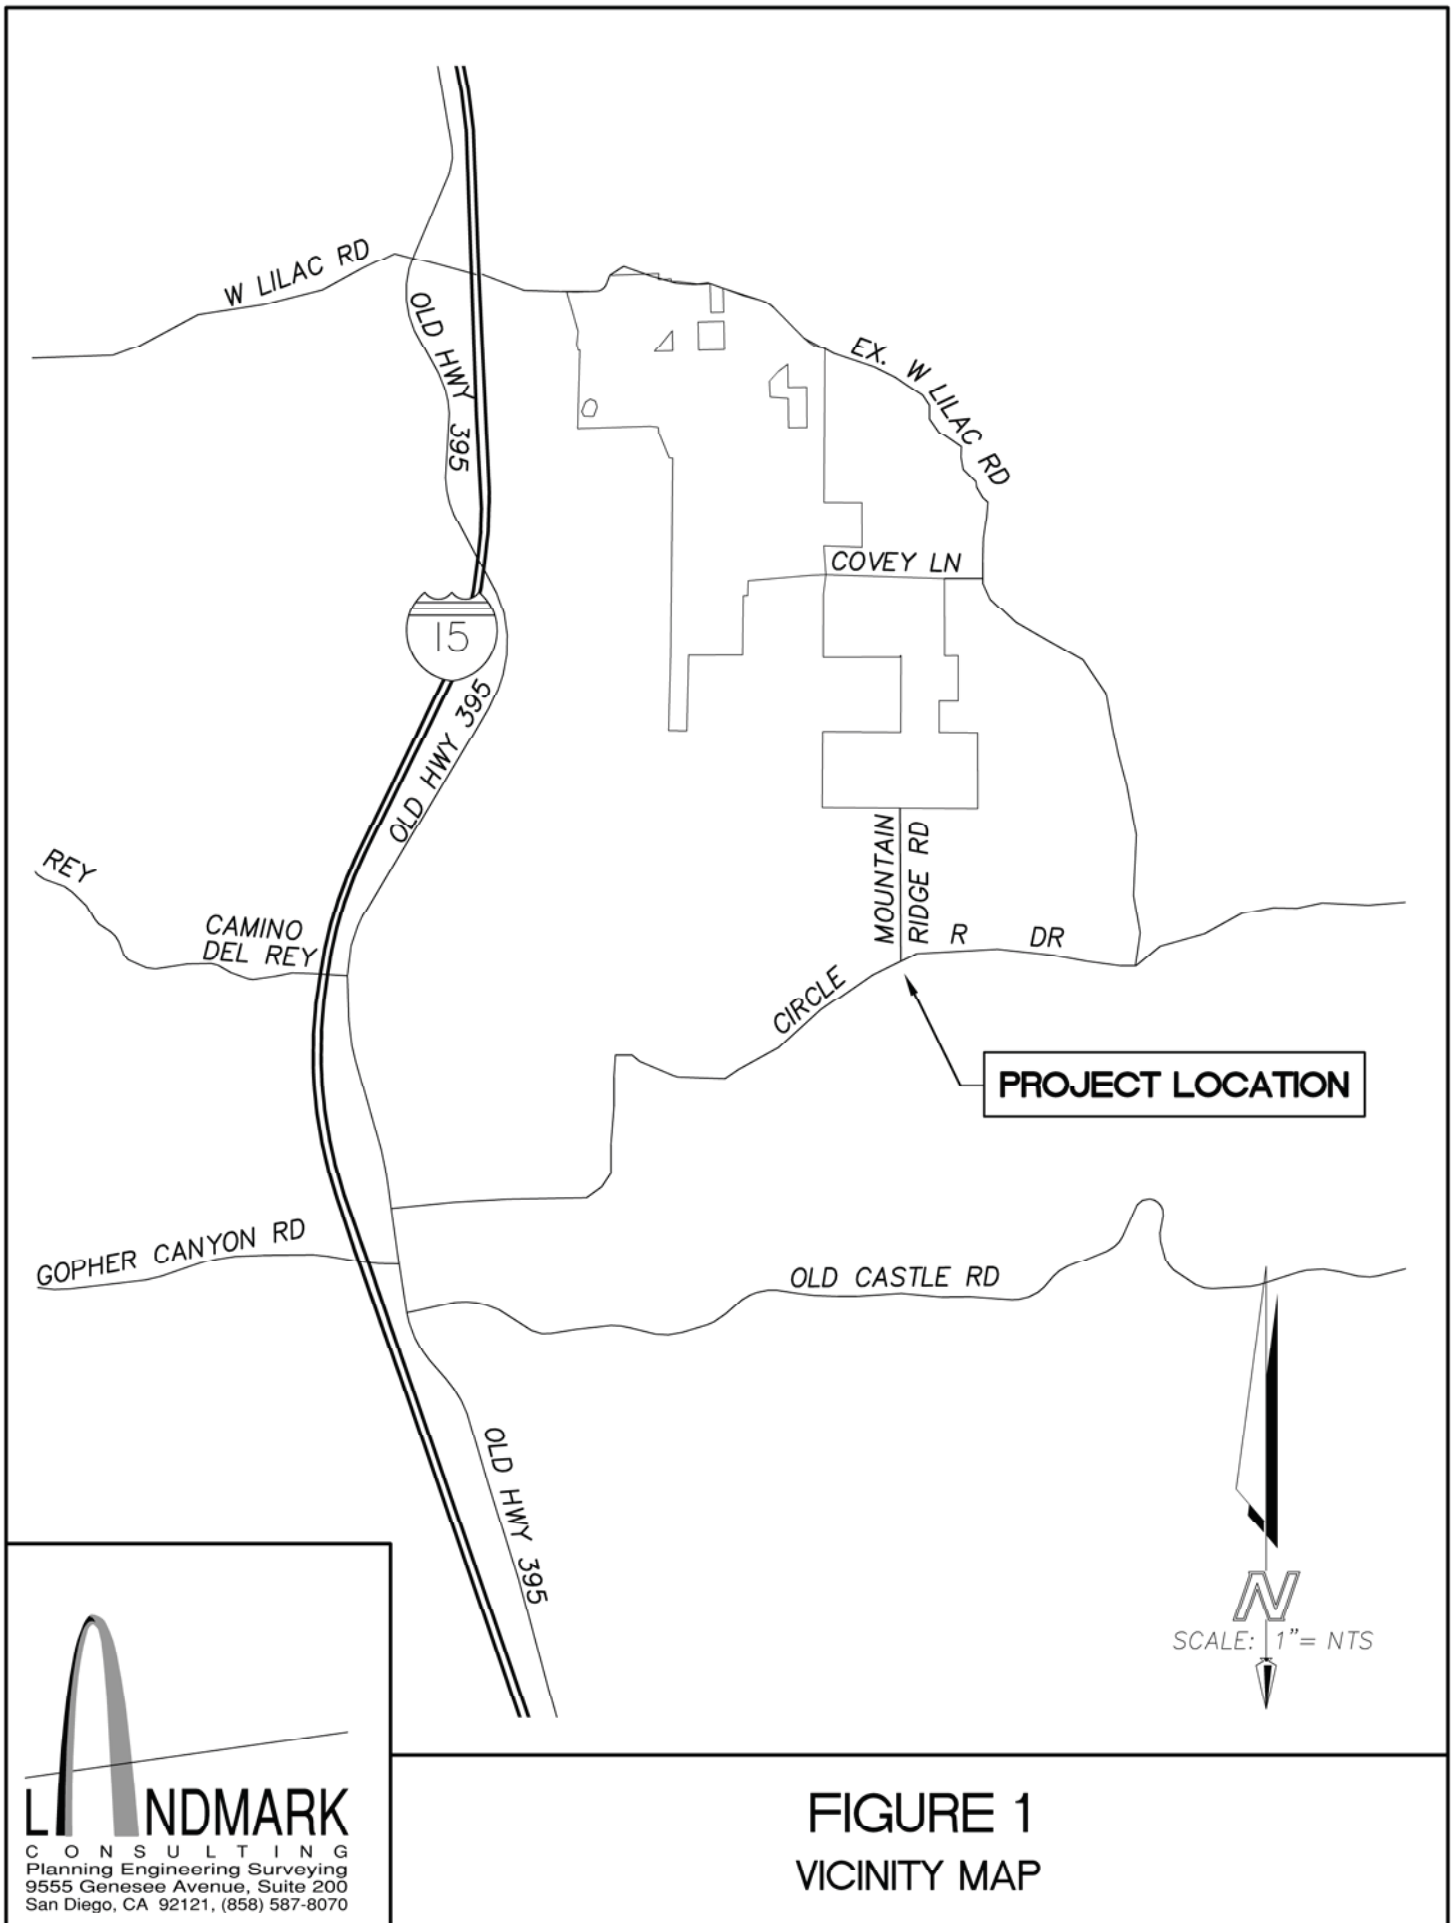 W LILAC RD
OLD HWY 395
EX. W LILAC RD
COVEY LN
15
OLD HWY 395
MOUNTAIN
RIDGE RD
REY
CAMINO
DEL REY
CIRCLE R DR
PROJECT LOCATION
GOPHER CANYON RD
OLD CASTLE RD
OLD HWY 395
N
SCALE: 1"= NTS
LANDMARK
CONSULTING
Planning Engineering Surveying
9555 Genesee Avenue, Suite 200
San Diego, CA 92121, (858) 587-8070
FIGURE 1
VICINITY MAP